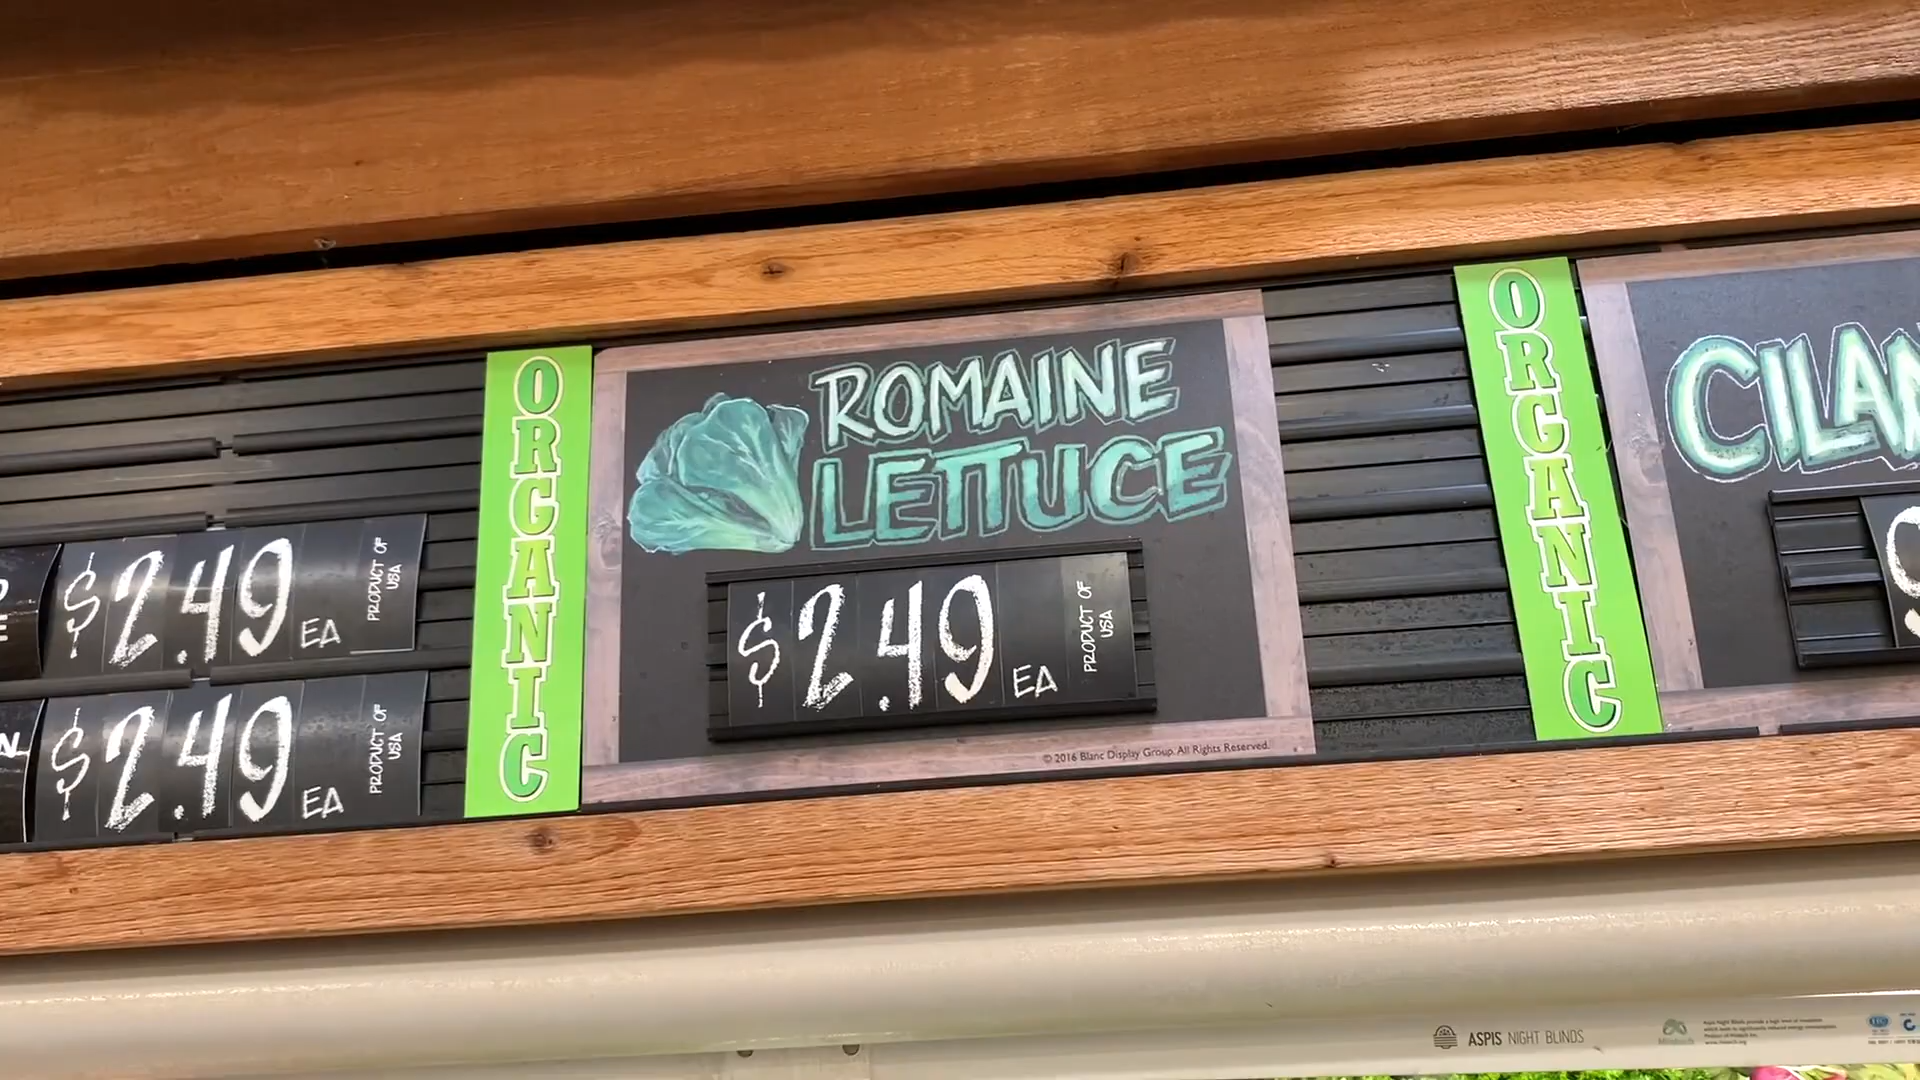 $2.49 EA PRODUCT OF USA
$2.49 EA PRODUCT OF USA
ORGANIC
ROMAINE
LETTUCE
$2.49 EA PRODUCT OF USA
© 2016 Blanc Display Group. All Rights Reserved.
ORGANIC
ASPIS NIGHT BLINDS